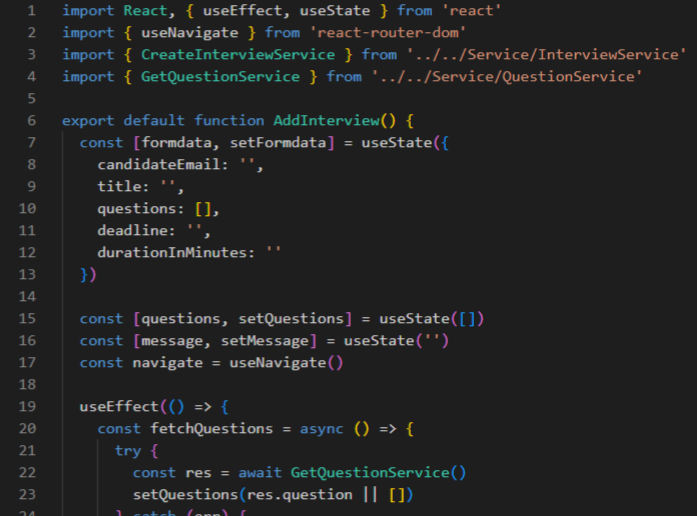 1 import React, { useEffect, useState } from 'react'
2 import { useNavigate } from 'react-router-dom'
3 import { CreateInterviewService } from '../../Service/InterviewService'
4 import { GetQuestionService } from '../../Service/QuestionService'
5
6 export default function AddInterview() {
7   const [formdata, setFormdata] = useState({
8     candidateEmail: '',
9     title: '',
10     questions: [],
11     deadline: '',
12     durationInMinutes: ''
13   })
14
15   const [questions, setQuestions] = useState([])
16   const [message, setMessage] = useState('')
17   const navigate = useNavigate()
18
19   useEffect(() => {
20     const fetchQuestions = async () => {
21       try {
22         const res = await GetQuestionService()
23         setQuestions(res.question || [])
24       } catch (err) {